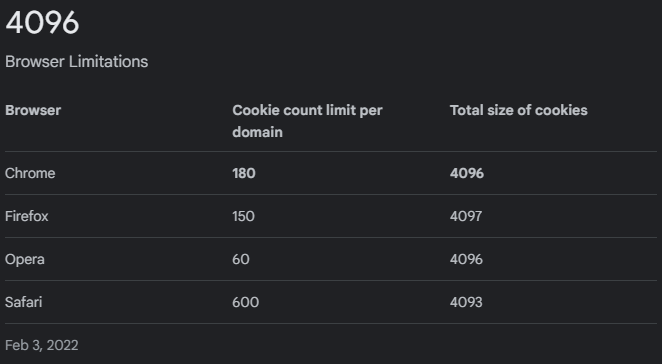 4096
Browser Limitations
Browser Cookie count limit per domain Total size of cookies
Chrome 180 4096
Firefox 150 4097
Opera 60 4096
Safari 600 4093
Feb 3, 2022